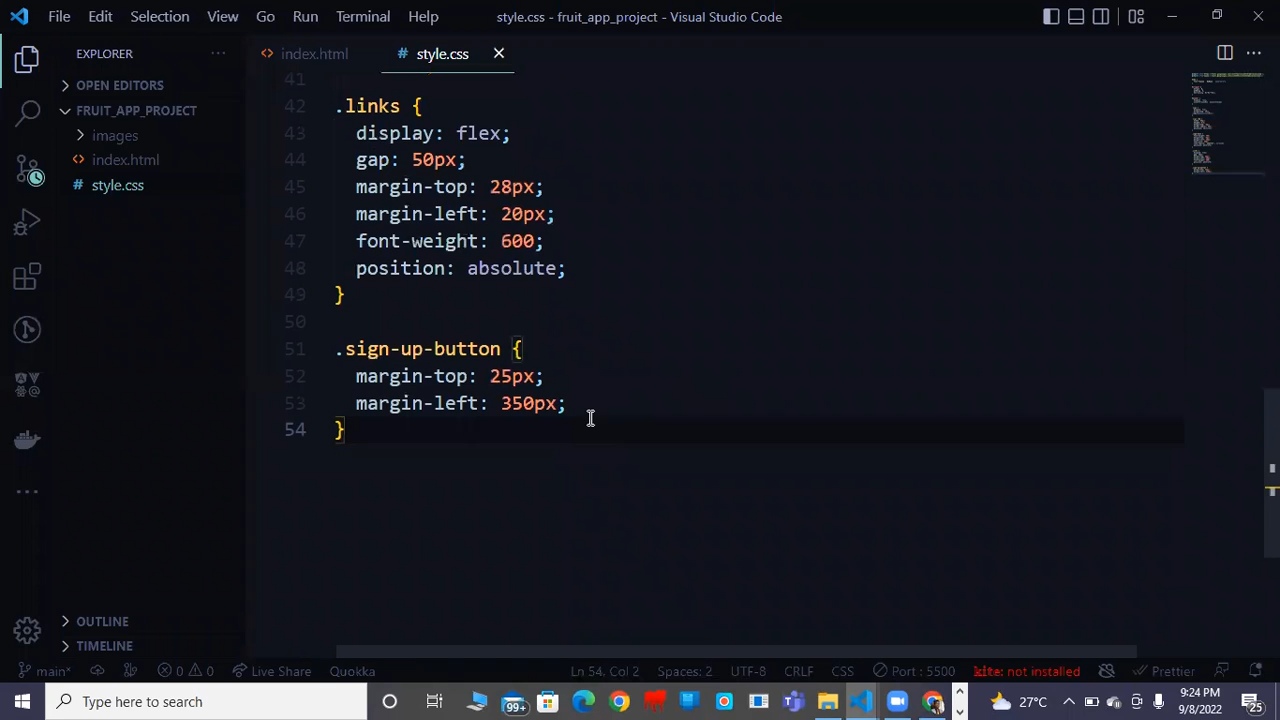 File Edit Selection View Go Run Terminal Help style.css - fruit_app_project - Visual Studio Code
EXPLORER
OPEN EDITORS
FRUIT_APP_PROJECT
images
index.html
style.css
OUTLINE
TIMELINE
index.html # style.css
41
42 .links {
43 display: flex;
44 gap: 50px;
45 margin-top: 28px;
46 margin-left: 20px;
47 font-weight: 600;
48 position: absolute;
49 }
50
51 .sign-up-button {
52 margin-top: 25px;
53 margin-left: 350px;
54 }
main* 0 0 Live Share Quokka Ln 54, Col 2 Spaces: 2 UTF-8 CRLF CSS Port : 5500 kite: not installed Prettier
Type here to search 99+ 27°C 9:24 PM
9/8/2022 25